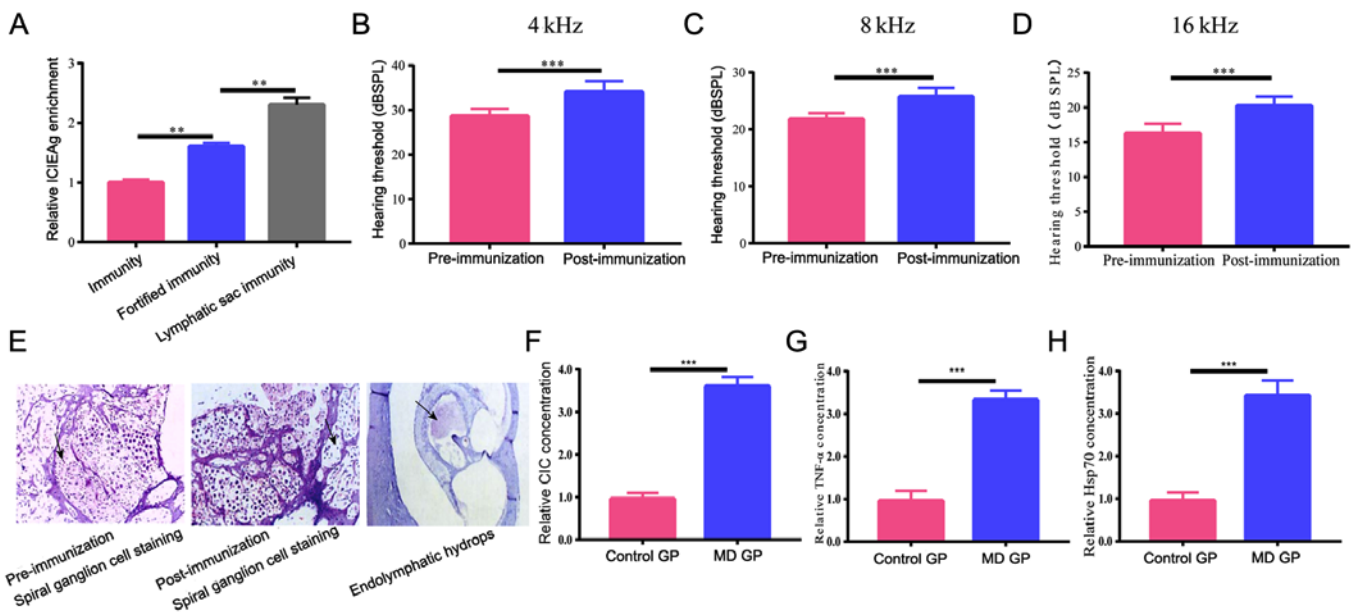 A
Relative ICIEAg enrichment
3
2
1
0
**
**
Immunity
Fortified immunity
Lymphatic sac immunity
B
4 kHz
Hearing threshold (dBSPL)
40
30
20
10
0
***
Pre-immunization
Post-immunization
C
8 kHz
Hearing threshold (dBSPL)
30
20
10
0
***
Pre-immunization
Post-immunization
D
16 kHz
Hearing threshold (dB SPL)
25
20
15
10
5
0
***
Pre-immunization
Post-immunization
E
Pre-immunization
Spiral ganglion cell staining
Post-immunization
Spiral ganglion cell staining
Endolymphatic hydrops
F
Relative CIC concentration
4.0
3.0
2.0
1.0
0.0
***
Control GP
MD GP
G
Relative TNF-α concentration
4.0
3.0
2.0
1.0
0.0
***
Control GP
MD GP
H
Relative Hsp70 concentration
4.0
3.0
2.0
1.0
0.0
***
Control GP
MD GP